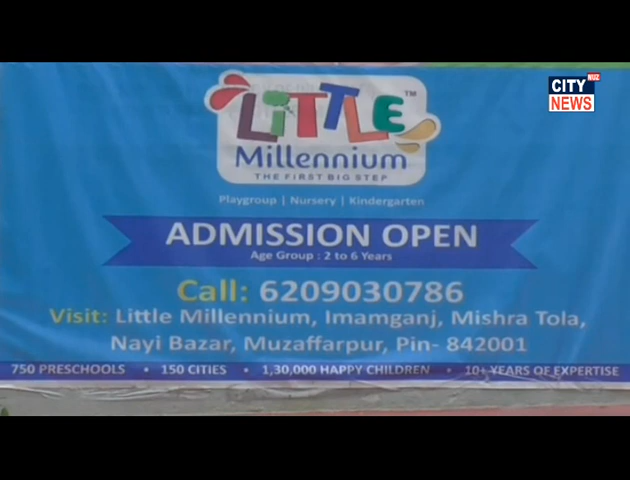 CITY NUZ
NEWS
LITTLE™
Millennium
THE FIRST BIG STEP
Playgroup | Nursery | Kindergarten
ADMISSION OPEN
Age Group : 2 to 6 Years
Call: 6209030786
Visit: Little Millennium, Imamganj, Mishra Tola,
Nayi Bazar, Muzaffarpur, Pin- 842001
750 PRESCHOOLS • 150 CITIES • 1,30,000 HAPPY CHILDREN • 10+ YEARS OF EXPERTISE